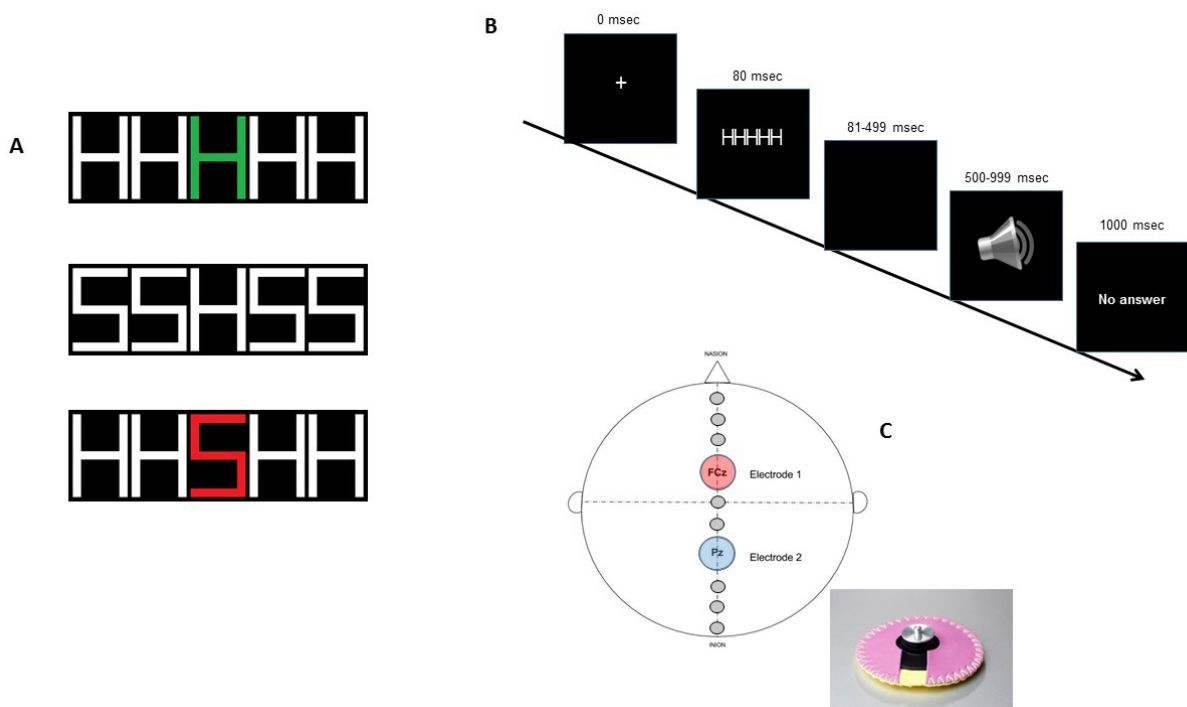 A
HHHHH
SSHSS
HHSHH
B
0 msec
+
80 msec
HHHHH
81-499 msec
500-999 msec
1000 msec
No answer
C
NASION
FCz
Electrode 1
Pz
Electrode 2
INION